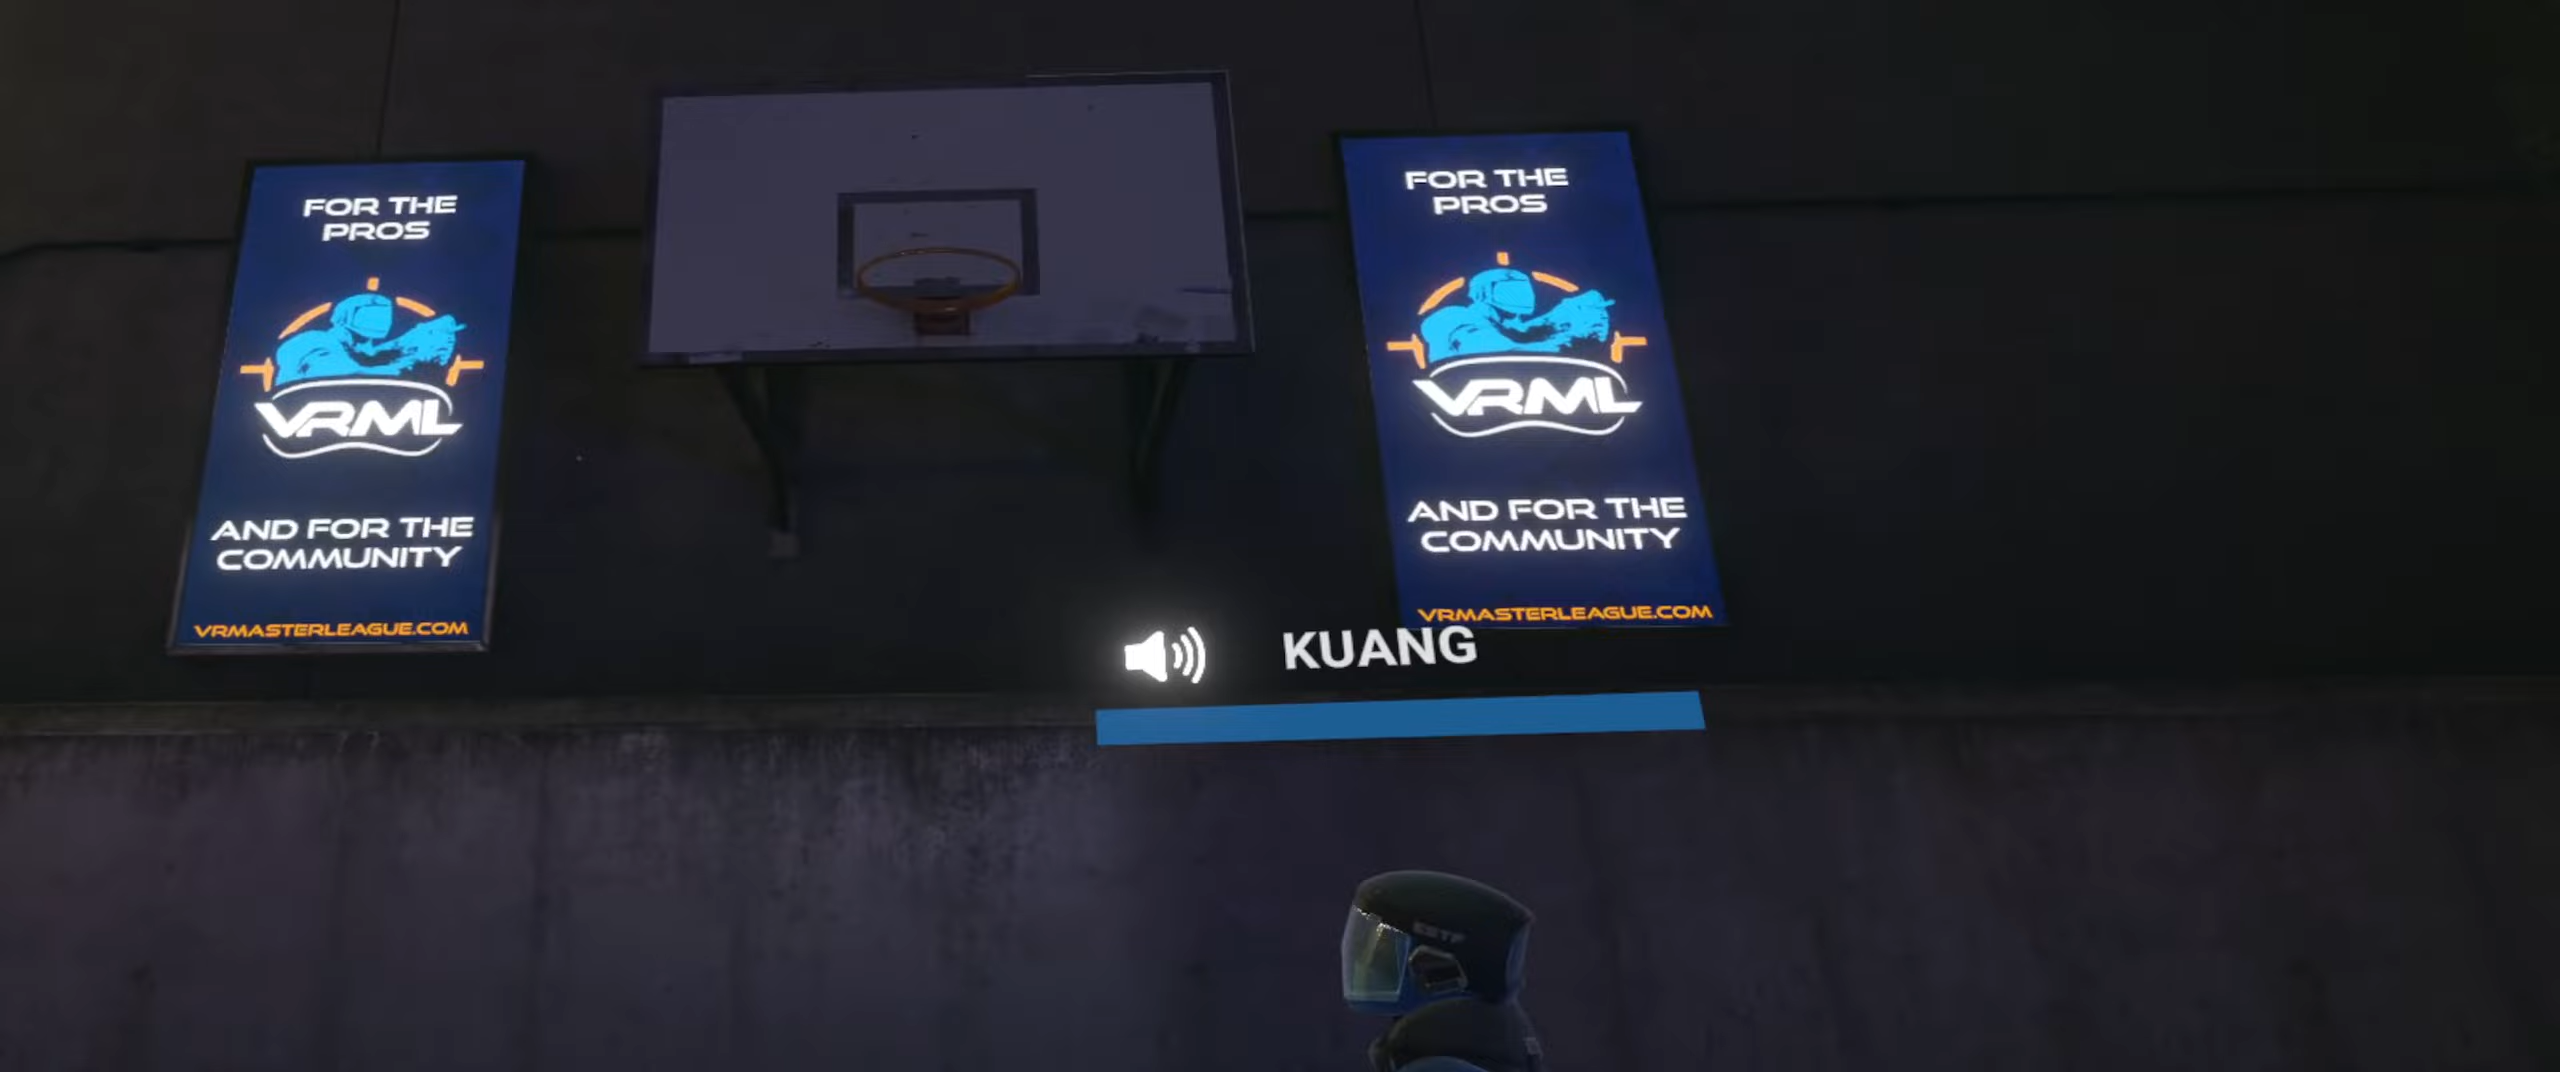 FOR THE
PROS
VRML
AND FOR THE
COMMUNITY
VRMASTERLEAGUE.COM
FOR THE
PROS
VRML
AND FOR THE
COMMUNITY
VRMASTERLEAGUE.COM
KUANG